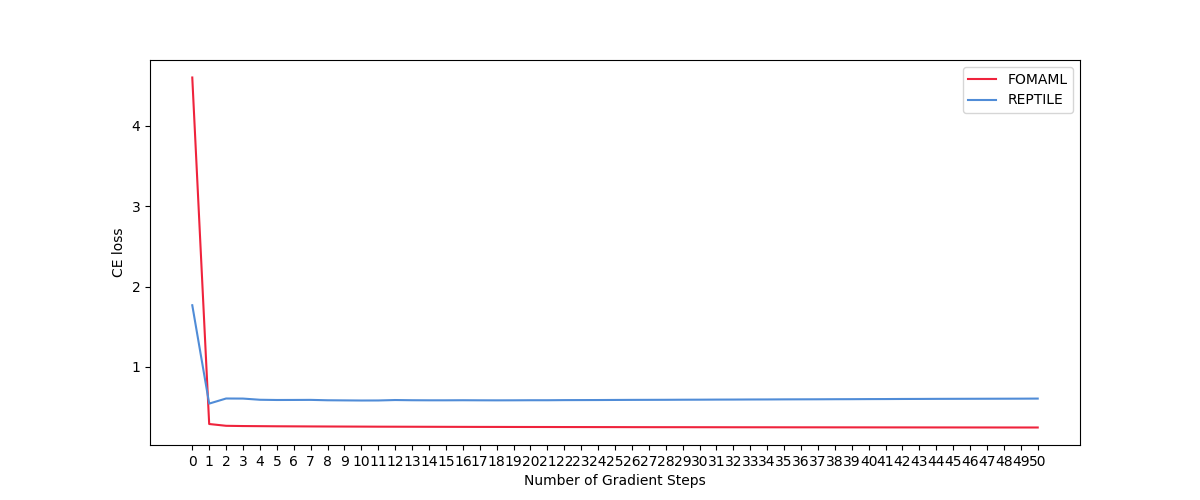 FOMAML
REPTILE
4
3
2
1
CE loss
0 1 2 3 4 5 6 7 8 9 10 11 12 13 14 15 16 17 18 19 20 21 22 23 24 25 26 27 28 29 30 31 32 33 34 35 36 37 38 39 40 41 42 43 44 45 46 47 48 49 50
Number of Gradient Steps